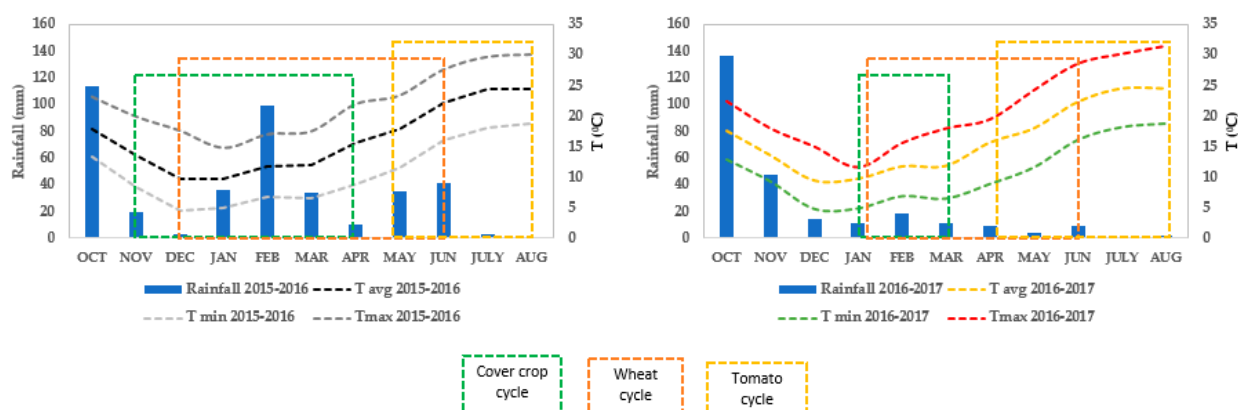 160 35
140 30
120 25
100 20
80 15
60 10
40 5
20 0
0
Rainfall (mm)
T (ºC)
OCT NOV DEC JAN FEB MAR APR MAY JUN JULY AUG
Rainfall 2015-2016 T avg 2015-2016
T min 2015-2016 Tmax 2015-2016
160 35
140 30
120 25
100 20
80 15
60 10
40 5
20 0
0
Rainfall (mm)
T (ºC)
OCT NOV DEC JAN FEB MAR APR MAY JUN JULY AUG
Rainfall 2016-2017 T avg 2016-2017
T min 2016-2017 Tmax 2016-2017
Cover crop
cycle
Wheat
cycle
Tomato
cycle